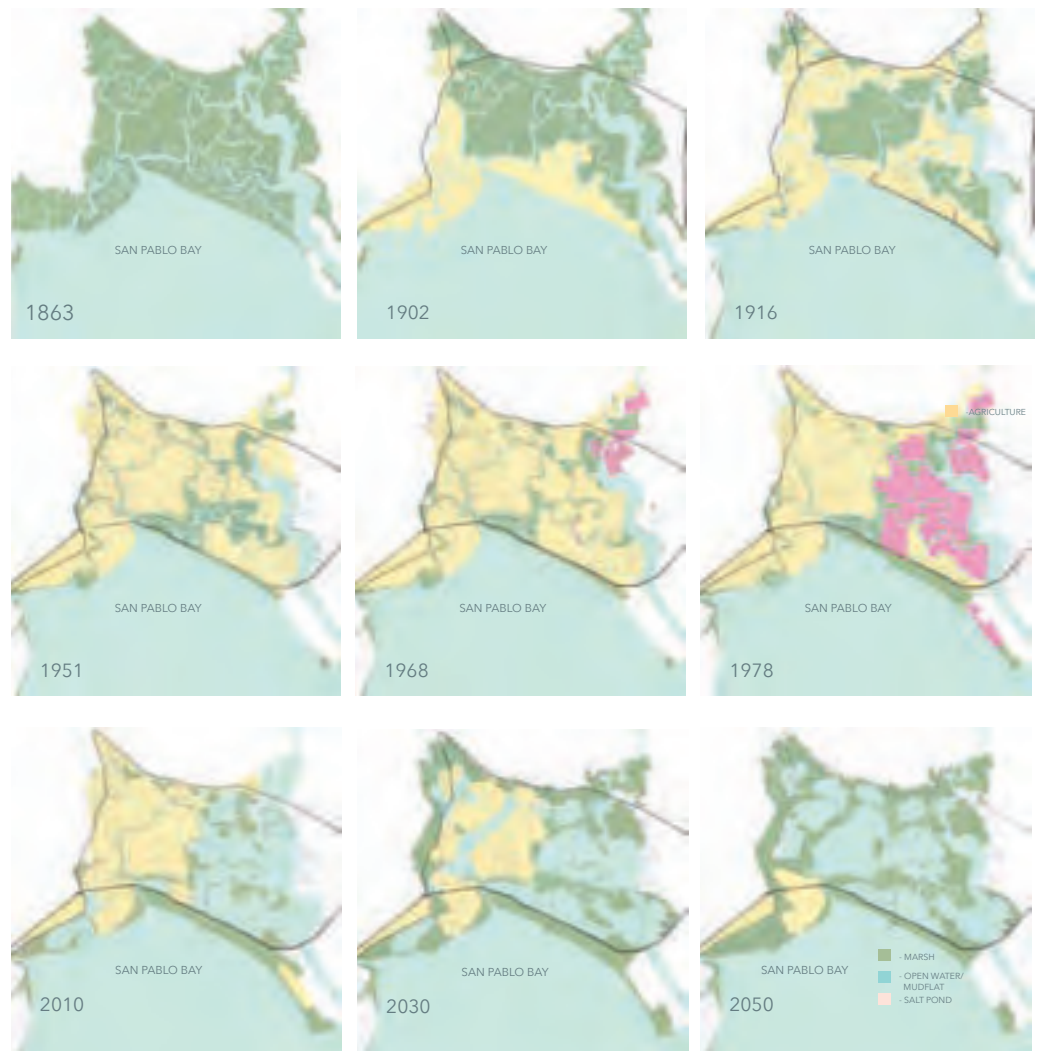 SAN PABLO BAY
1863
SAN PABLO BAY
1902
SAN PABLO BAY
1916
SAN PABLO BAY
1951
SAN PABLO BAY
1968
-AGRICULTURE
SAN PABLO BAY
1978
SAN PABLO BAY
2010
SAN PABLO BAY
2030
- MARSH
SAN PABLO BAY
- OPEN WATER/
MUDFLAT
- SALT POND
2050